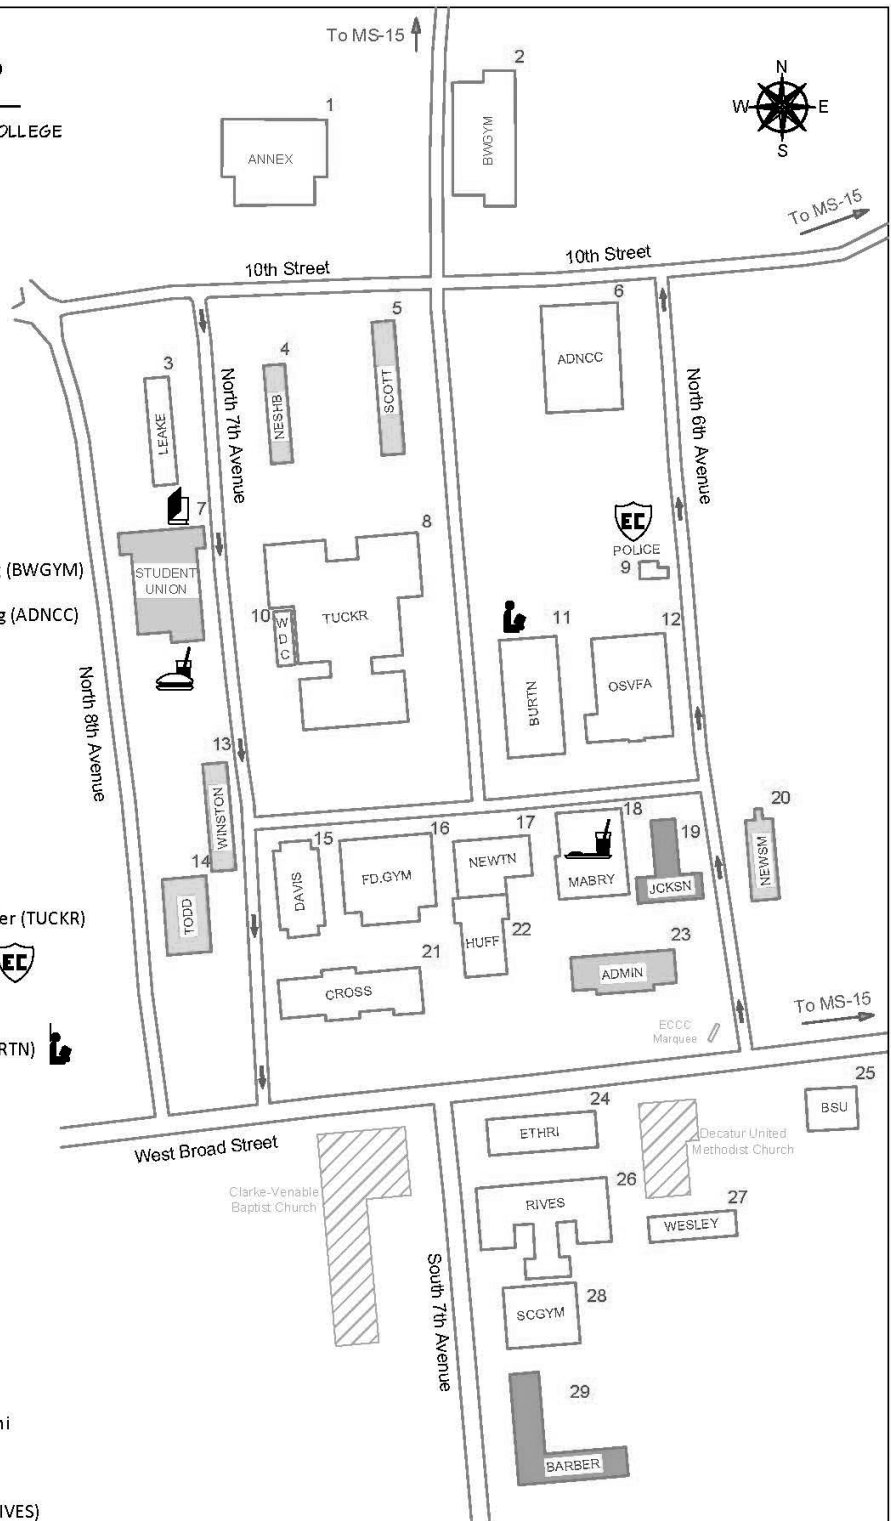 To MS-15
2
N
W
E
S
OLLEGE
1
ANNEX
BWGYM
To MS-15
10th Street
10th Street
6
5
4
3
ADNCC
NESHB
SCOTT
LEAKE
North 7th Avenue
North 6th Avenue
7
8
EC
POLICE
9
(BWGYM)
STUDENT
UNION
g (ADNCC)
10
WDC
TUCKR
11
12
BURTN
OSVFA
North 8th Avenue
13
WINSTON
14
TODD
15
DAVIS
16
FD.GYM
17
NEWTN
18
MABRY
19
JCKSN
20
NEWSM
er (TUCKR)
EC
21
CROSS
22
HUFF
23
ADMIN
To MS-15
ECCC
Marquee
RTN)
24
ETHRI
25
BSU
West Broad Street
Decatur United
Methodist Church
Clarke-Venable
Baptist Church
26
RIVES
27
WESLEY
South 7th Avenue
28
SCGYM
29
BARBER
ni
IVES)